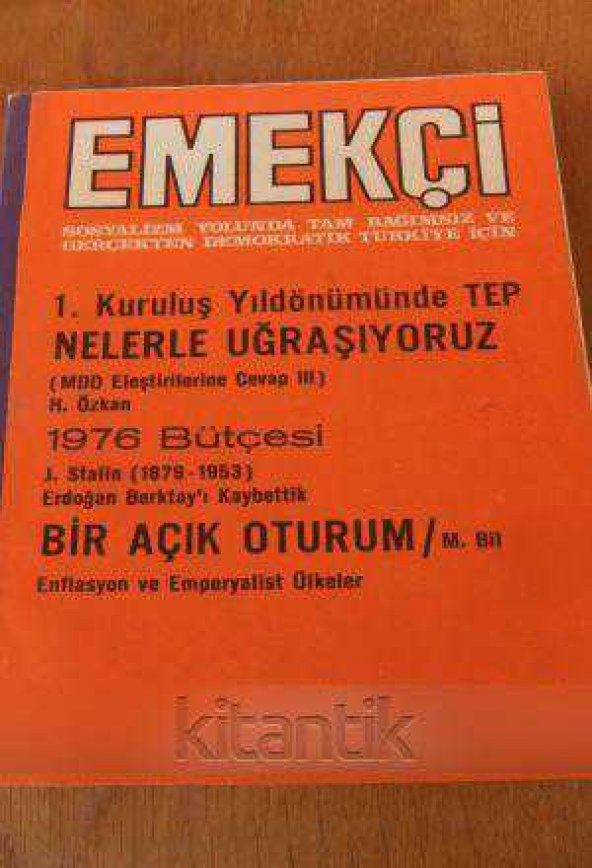 EMEKÇİ
SOSYALİZM YOLUNDA TAM BAĞIMSIZ VE
GERÇEKTEN DEMOKRATİK TÜRKİYE İÇİN
1. Kuruluş Yıldönümünde TEP
NELERLE UĞRAŞIYORUZ
(MDD Eleştirilerine Cevap III)
H. Özkan
1976 Bütçesi
J. Stalin (1879-1953)
Erdoğan Berktay'ı Kaybettik
BİR AÇIK OTURUM/M. Bil
Enflasyon ve Emperyalist Ülkeler
kitantik